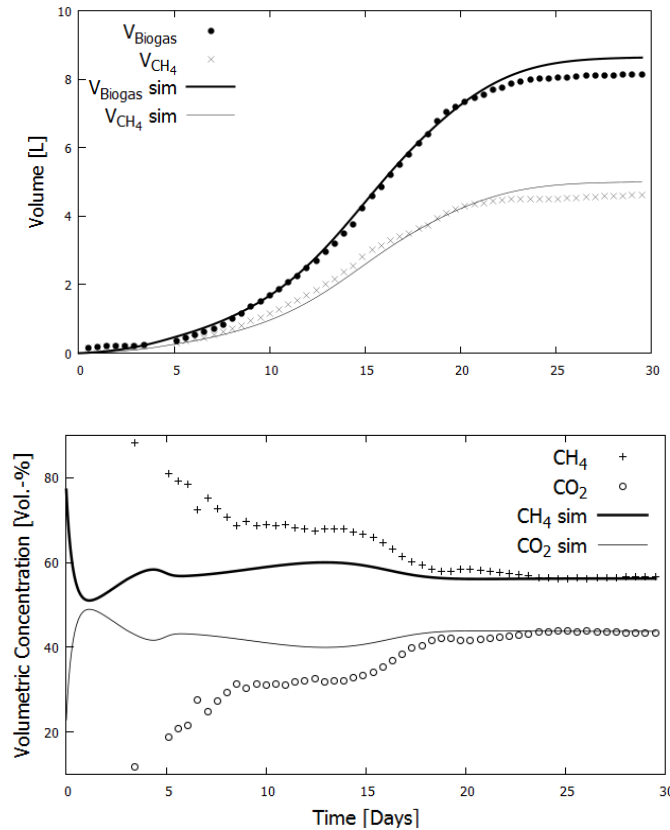 10
8
6
4
2
0
Volume [L]
V_Biogas
V_CH4
V_Biogas sim
V_CH4 sim
0 5 10 15 20 25 30
80
60
40
20
Volumetric Concentration [Vol.-%]
CH4
CO2
CH4 sim
CO2 sim
0 5 10 15 20 25 30
Time [Days]